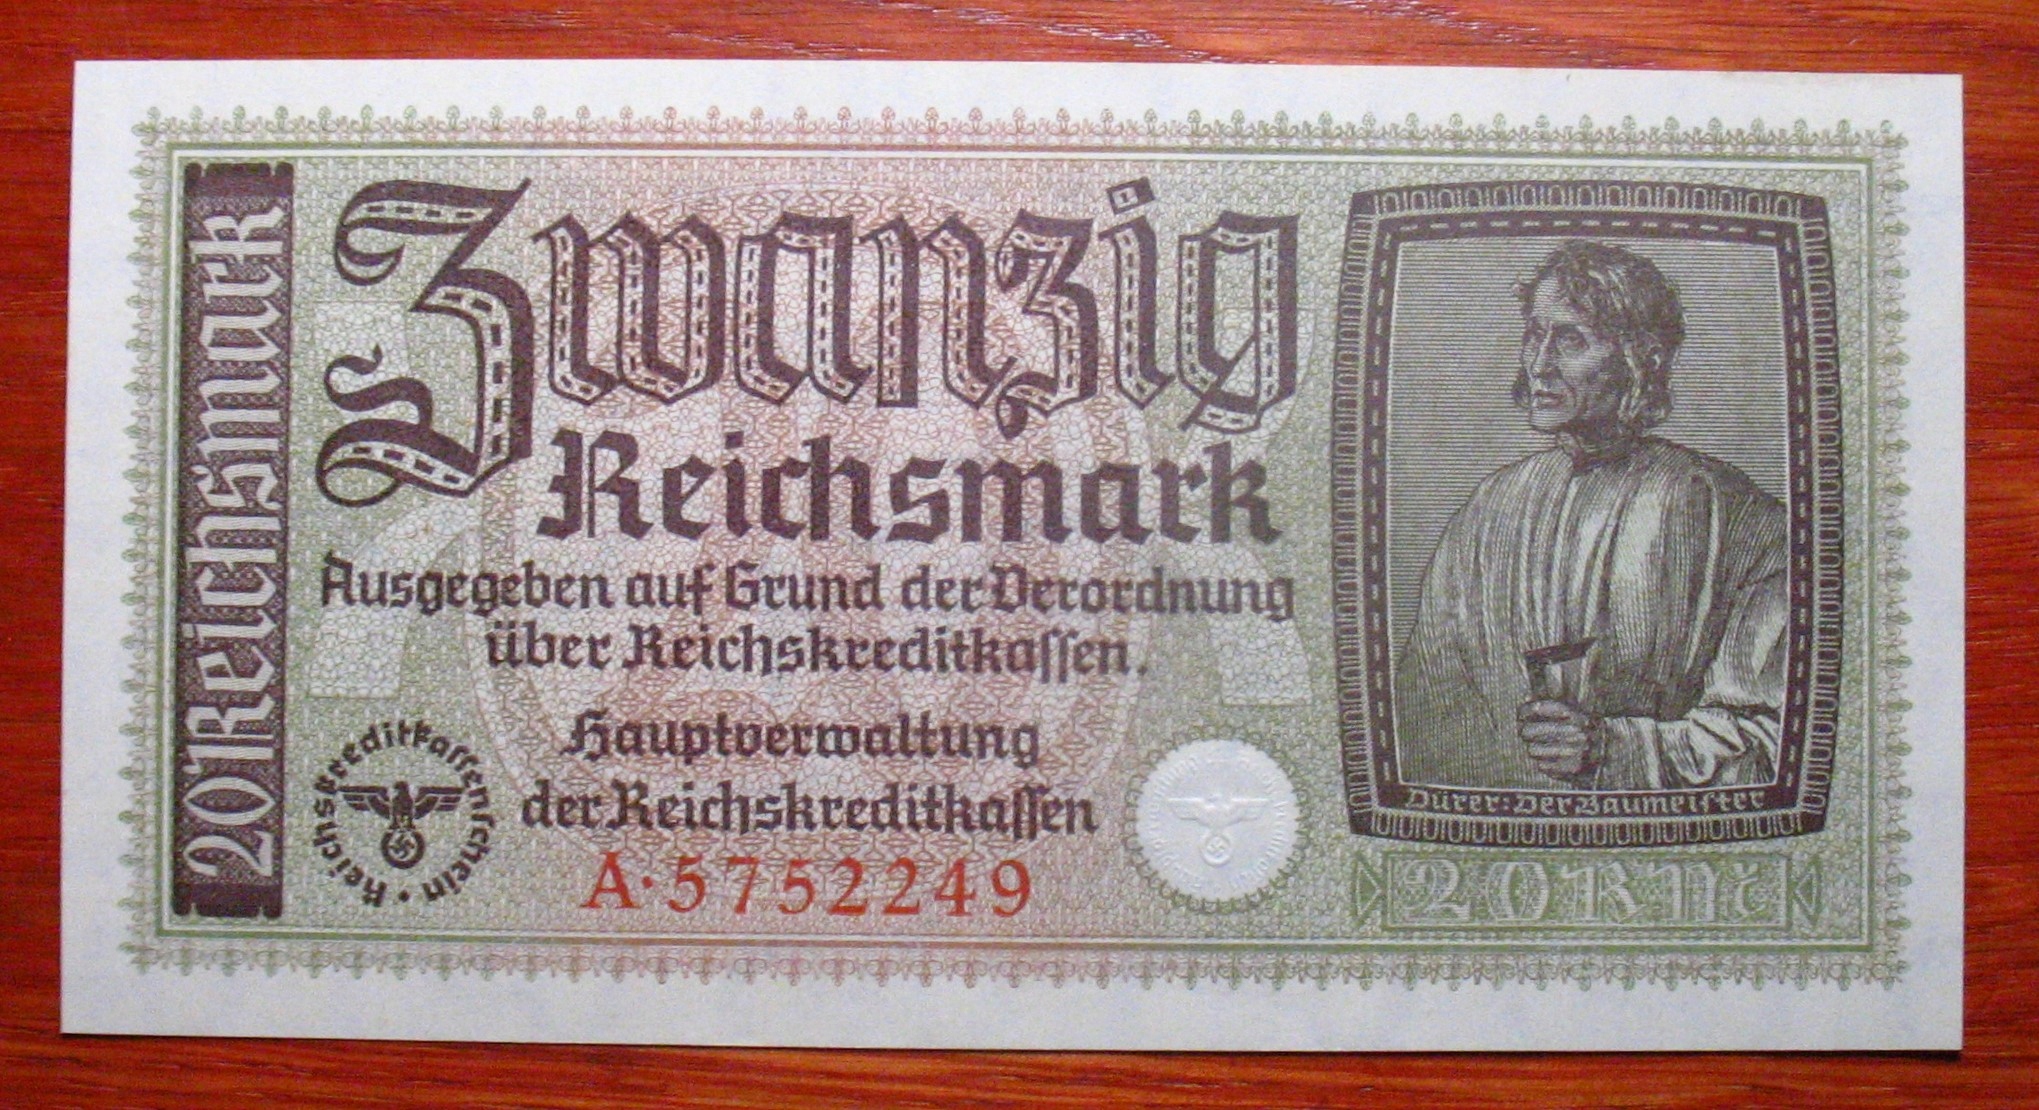 20 Reichsmark
Zwanzig
Reichsmark
Ausgegeben auf Grund der Verordnung
über Reichskreditkassen.
Hauptverwaltung
der Reichskreditkassen
Reichskreditkassenschein
A·5752249
Dürer: Der Baumeister
20 RM